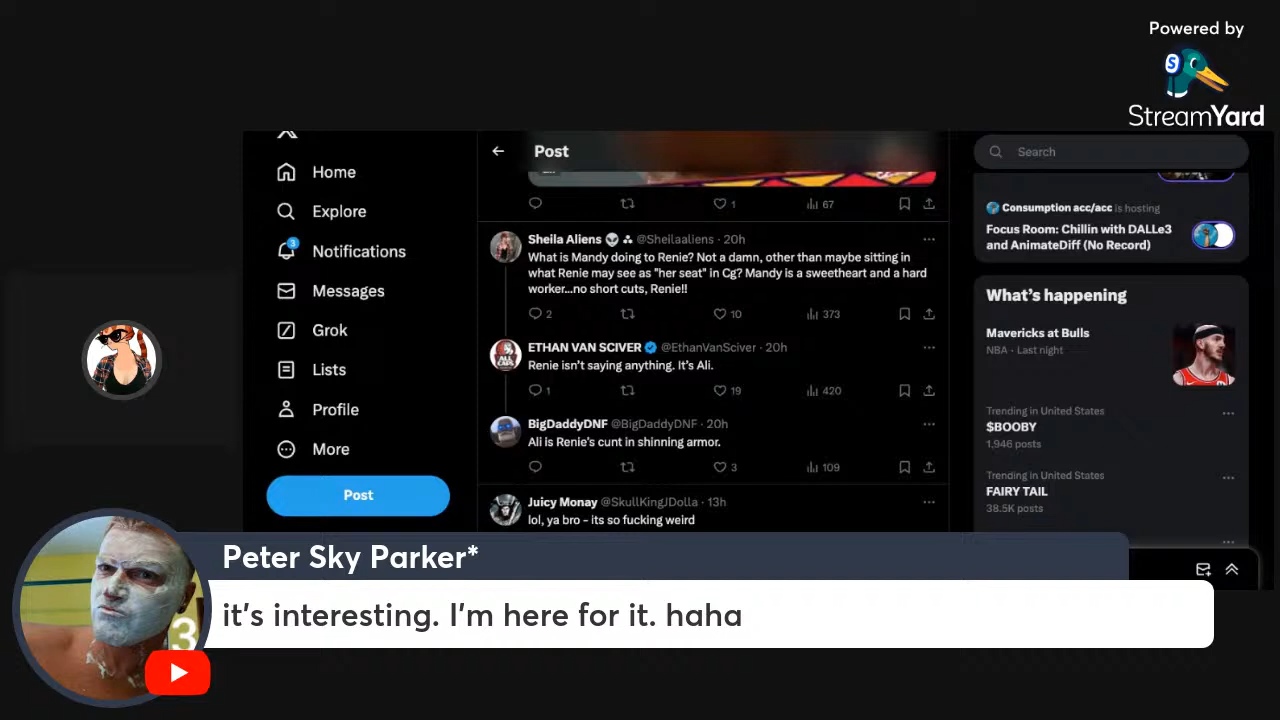 Powered by
S
StreamYard
Home
Explore
3
Notifications
Messages
Grok
Lists
Profile
More
Post
Post
1
67
Sheila Aliens @Sheilaaliens · 20h
What is Mandy doing to Renie? Not a damn, other than maybe sitting in
what Renie may see as "her seat" in Cg? Mandy is a sweetheart and a hard
worker...no short cuts, Renie!!
2
10
373
ETHAN VAN SCIVER @EthanVanSciver · 20h
Renie isn't saying anything. It's Ali.
1
19
420
BigDaddyDNF @BigDaddyDNF · 20h
Ali is Renie's cunt in shinning armor.
3
109
Juicy Monay @SkullKingJDolla · 13h
lol, ya bro - its so fucking weird
Search
Consumption acc/acc is hosting
Focus Room: Chillin with DALLe3
and AnimateDiff (No Record)
What's happening
Mavericks at Bulls
NBA · Last night
Trending in United States
$BOOBY
1,946 posts
Trending in United States
FAIRY TAIL
38.5K posts
Peter Sky Parker*
it's interesting. I'm here for it. haha
3